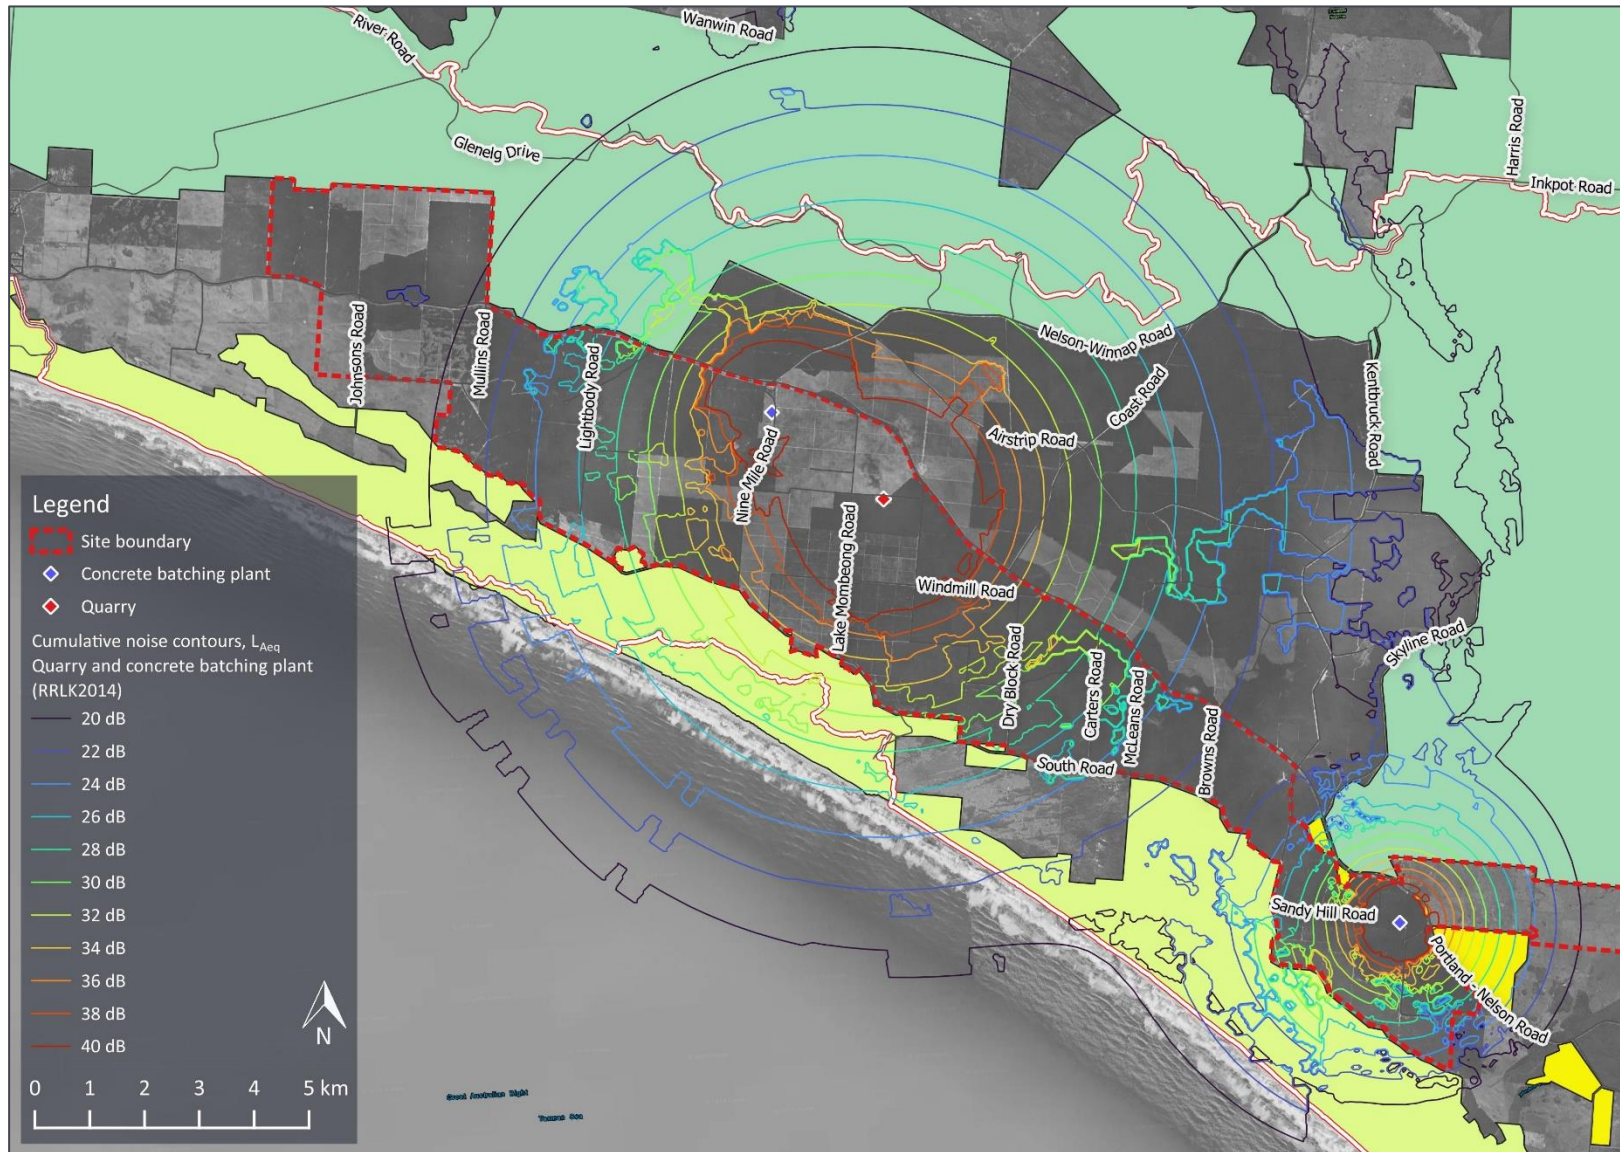 Wanwin Road
River Road
Glenelg Drive
Harris Road
Inkpot Road
Johnsons Road
Mullins Road
Lightbody Road
Nelson-Winnap Road
Coast Road
Kentbruck Road
Airstrip Road
Nine Mile Road
Lake Mombeong Road
Windmill Road
Skyline Road
Dry Block Road
Carters Road
McLeans Road
Browns Road
South Road
Sandy Hill Road
Portland - Nelson Road
Legend
Site boundary
Concrete batching plant
Quarry
Cumulative noise contours, LAeq
Quarry and concrete batching plant
(RRLK2014)
20 dB
22 dB
24 dB
26 dB
28 dB
30 dB
32 dB
34 dB
36 dB
38 dB
40 dB
N
0 1 2 3 4 5 km
Great Australian Bight
Tasman Sea